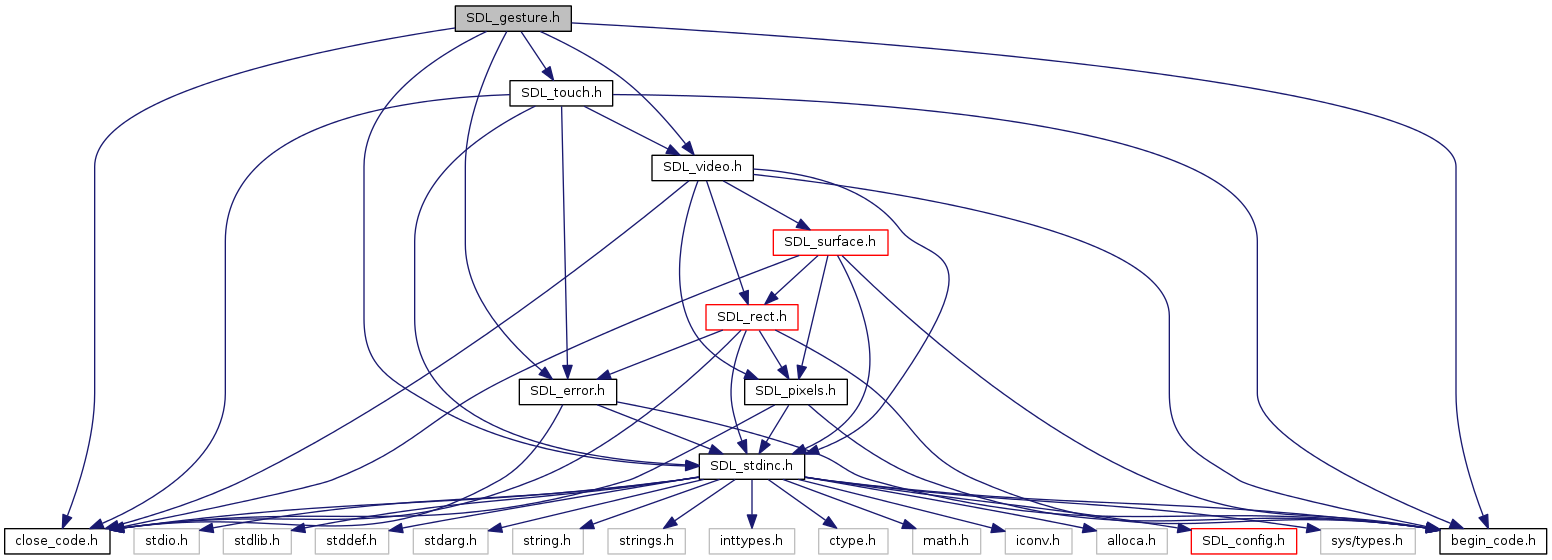 SDL_gesture.h
SDL_touch.h
SDL_video.h
SDL_surface.h
SDL_rect.h
SDL_error.h
SDL_pixels.h
SDL_stdinc.h
close_code.h
stdio.h
stdlib.h
stddef.h
stdarg.h
string.h
strings.h
inttypes.h
ctype.h
math.h
iconv.h
alloca.h
SDL_config.h
sys/types.h
begin_code.h